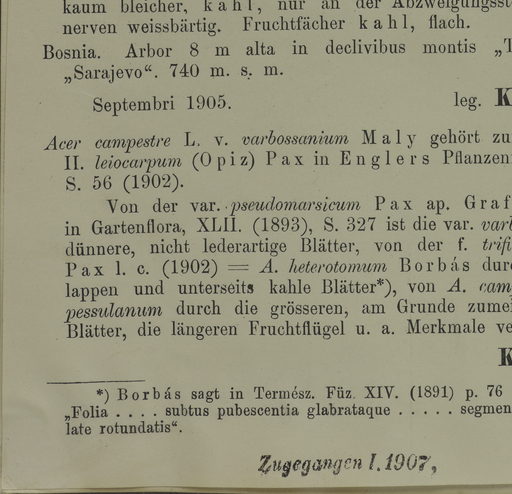 kaum bleicher, kahl, nur an der
nerven weissbärtig. Fruchtfächer kahl, flach.
Bosnia. Arbor 8 m alta in declivibus montis
„Sarajevo“. 740 m. s. m.
Septembri 1905. leg. K
Acer campestre L. v. varbossanium Maly gehört zu
II. leiocarpum (Opiz) Pax in Englers Pflanzen
S. 56 (1902).
Von der var. pseudomarsicum Pax ap. Graf
in Gartenflora, XLII. (1893), S. 327 ist die var. var
dünnere, nicht lederartige Blätter, von der f. trifi
Pax l. c. (1902) = A. heterotomum Borbás dur
lappen und unterseits kahle Blätter*), von A. cam
pessulanum durch die grösseren, am Grunde zumei
Blätter, die längeren Fruchtflügel u. a. Merkmale ve
K
*) Borbás sagt in Termész. Füz. XIV. (1891) p. 76
„Folia . . . . subtus pubescentia glabrataque . . . . . segmen
late rotundatis“.
Zugegangen I. 1907,